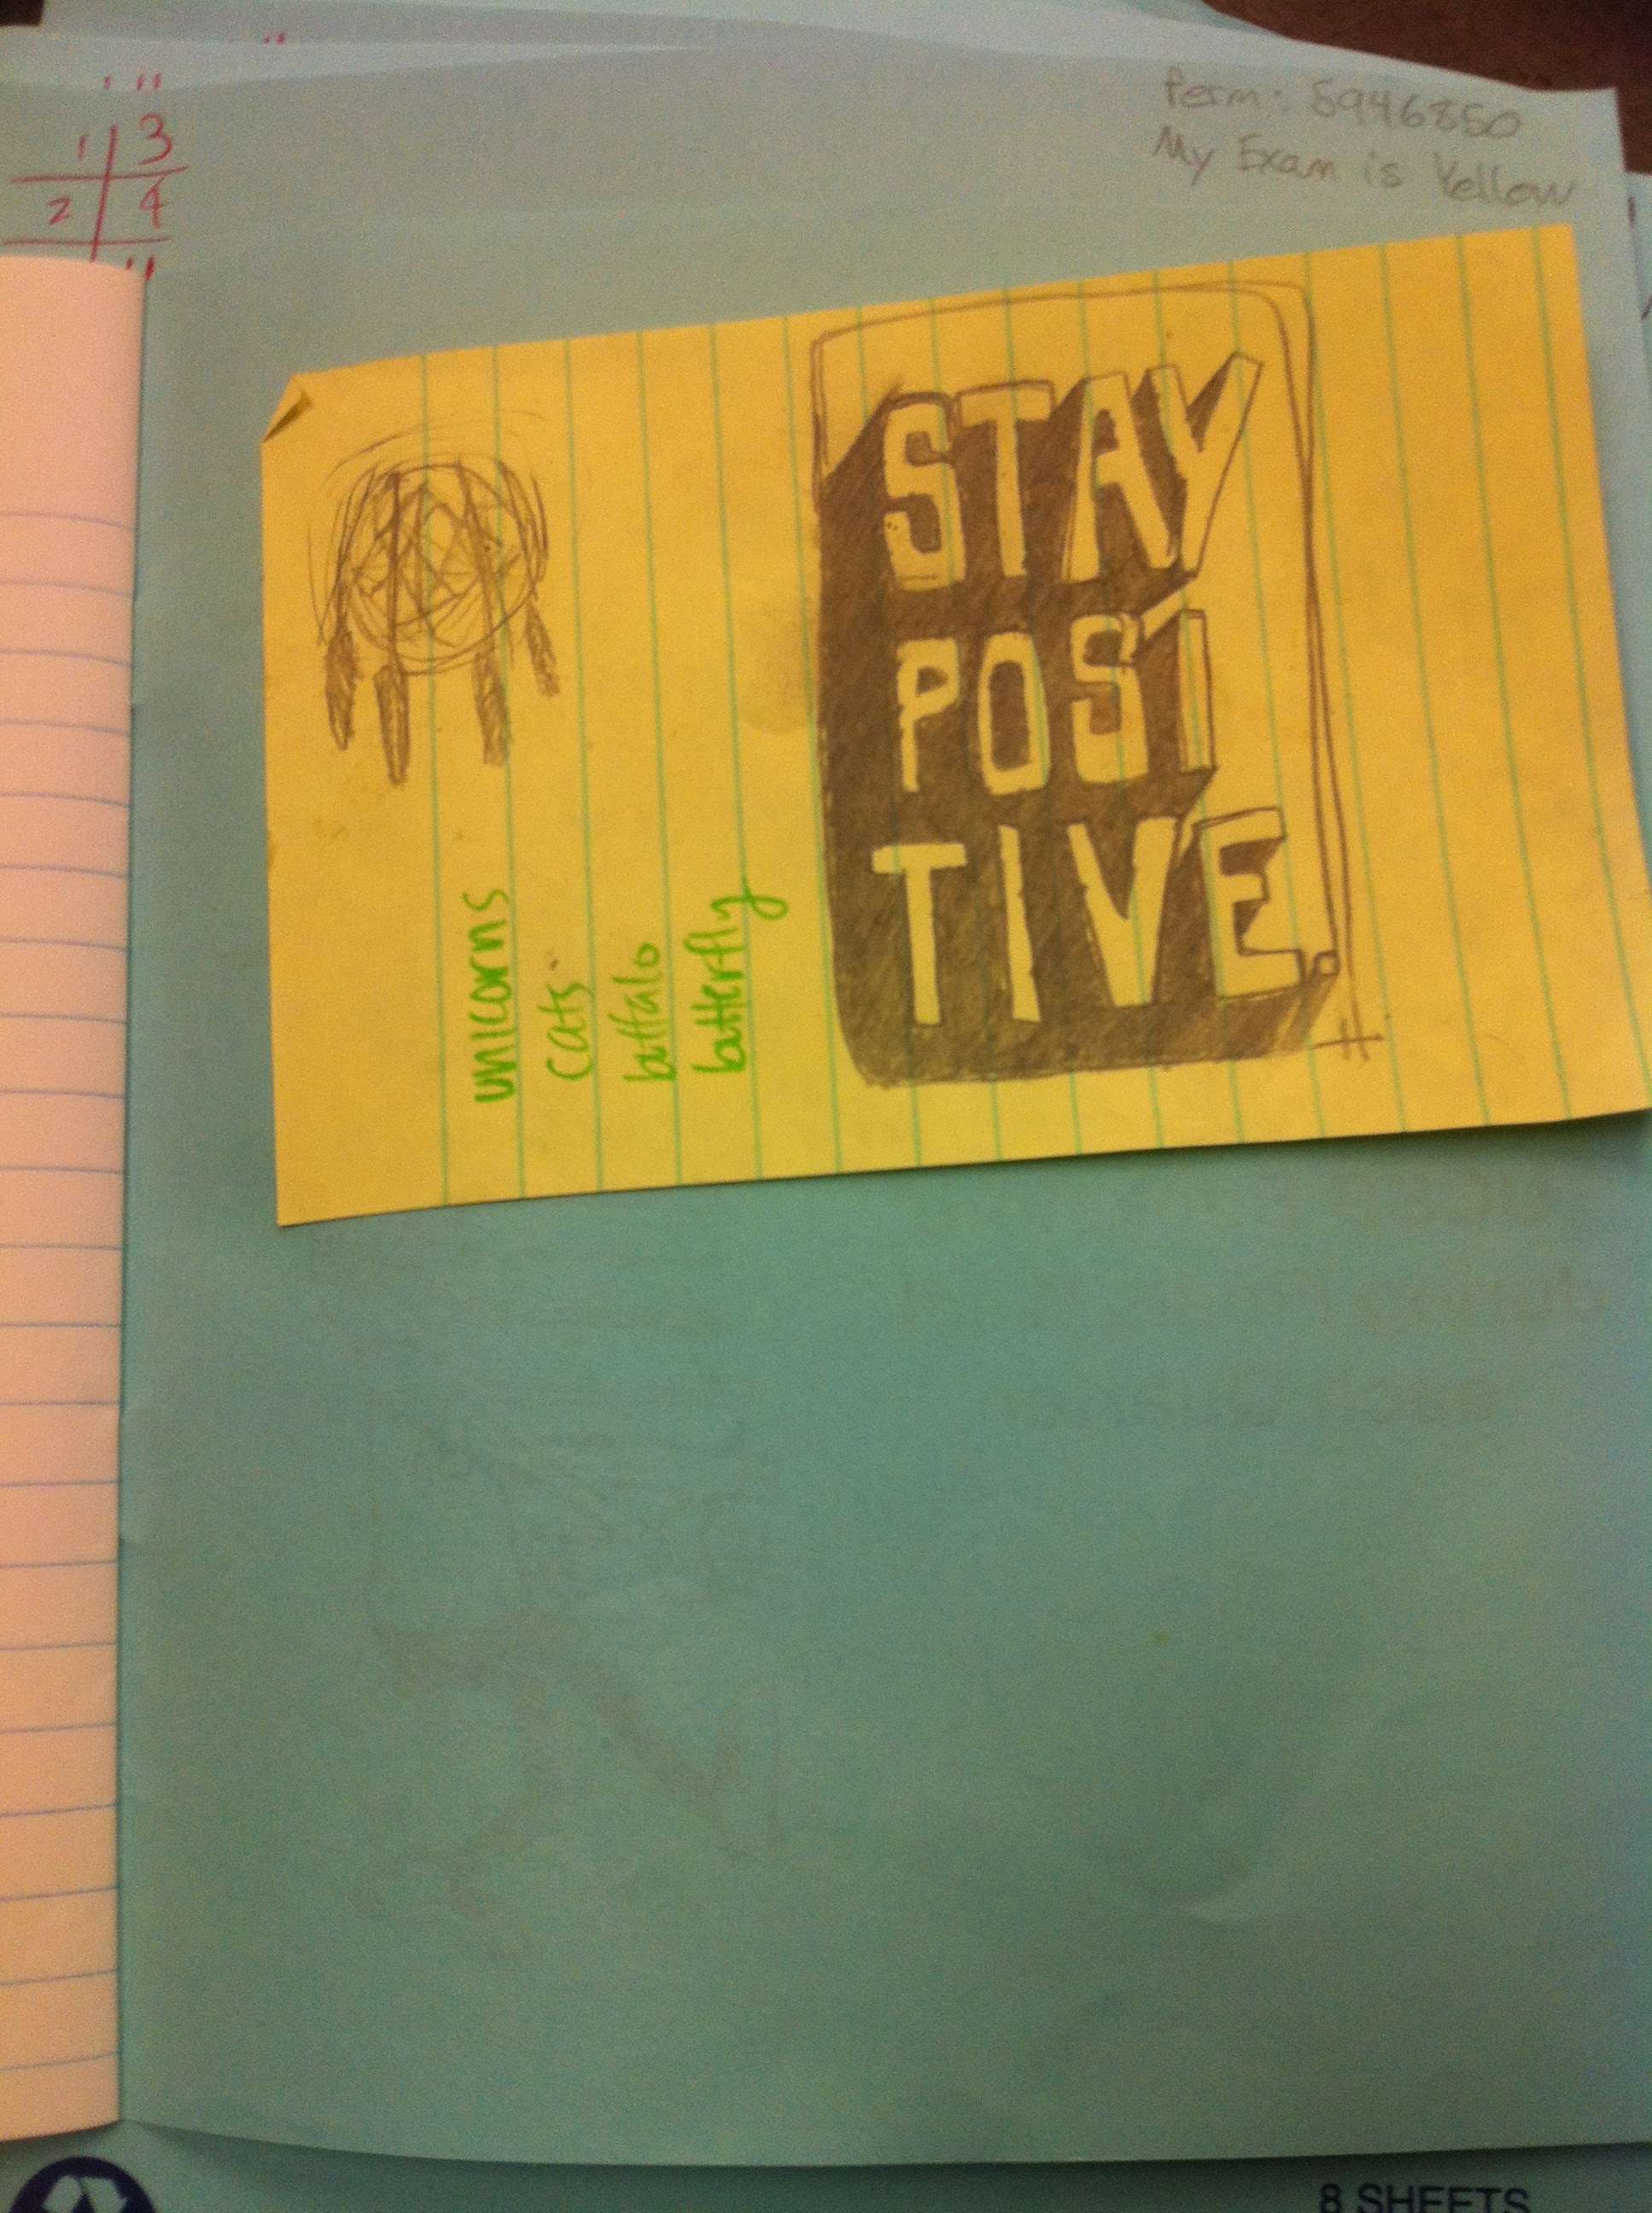 " "
1 3
2 4
"
Perm: 5946850
My Exam is Yellow
STAY
POSI
TIVE.
H
unicorns
cats
buffalo
butterfly
8 SHEETS